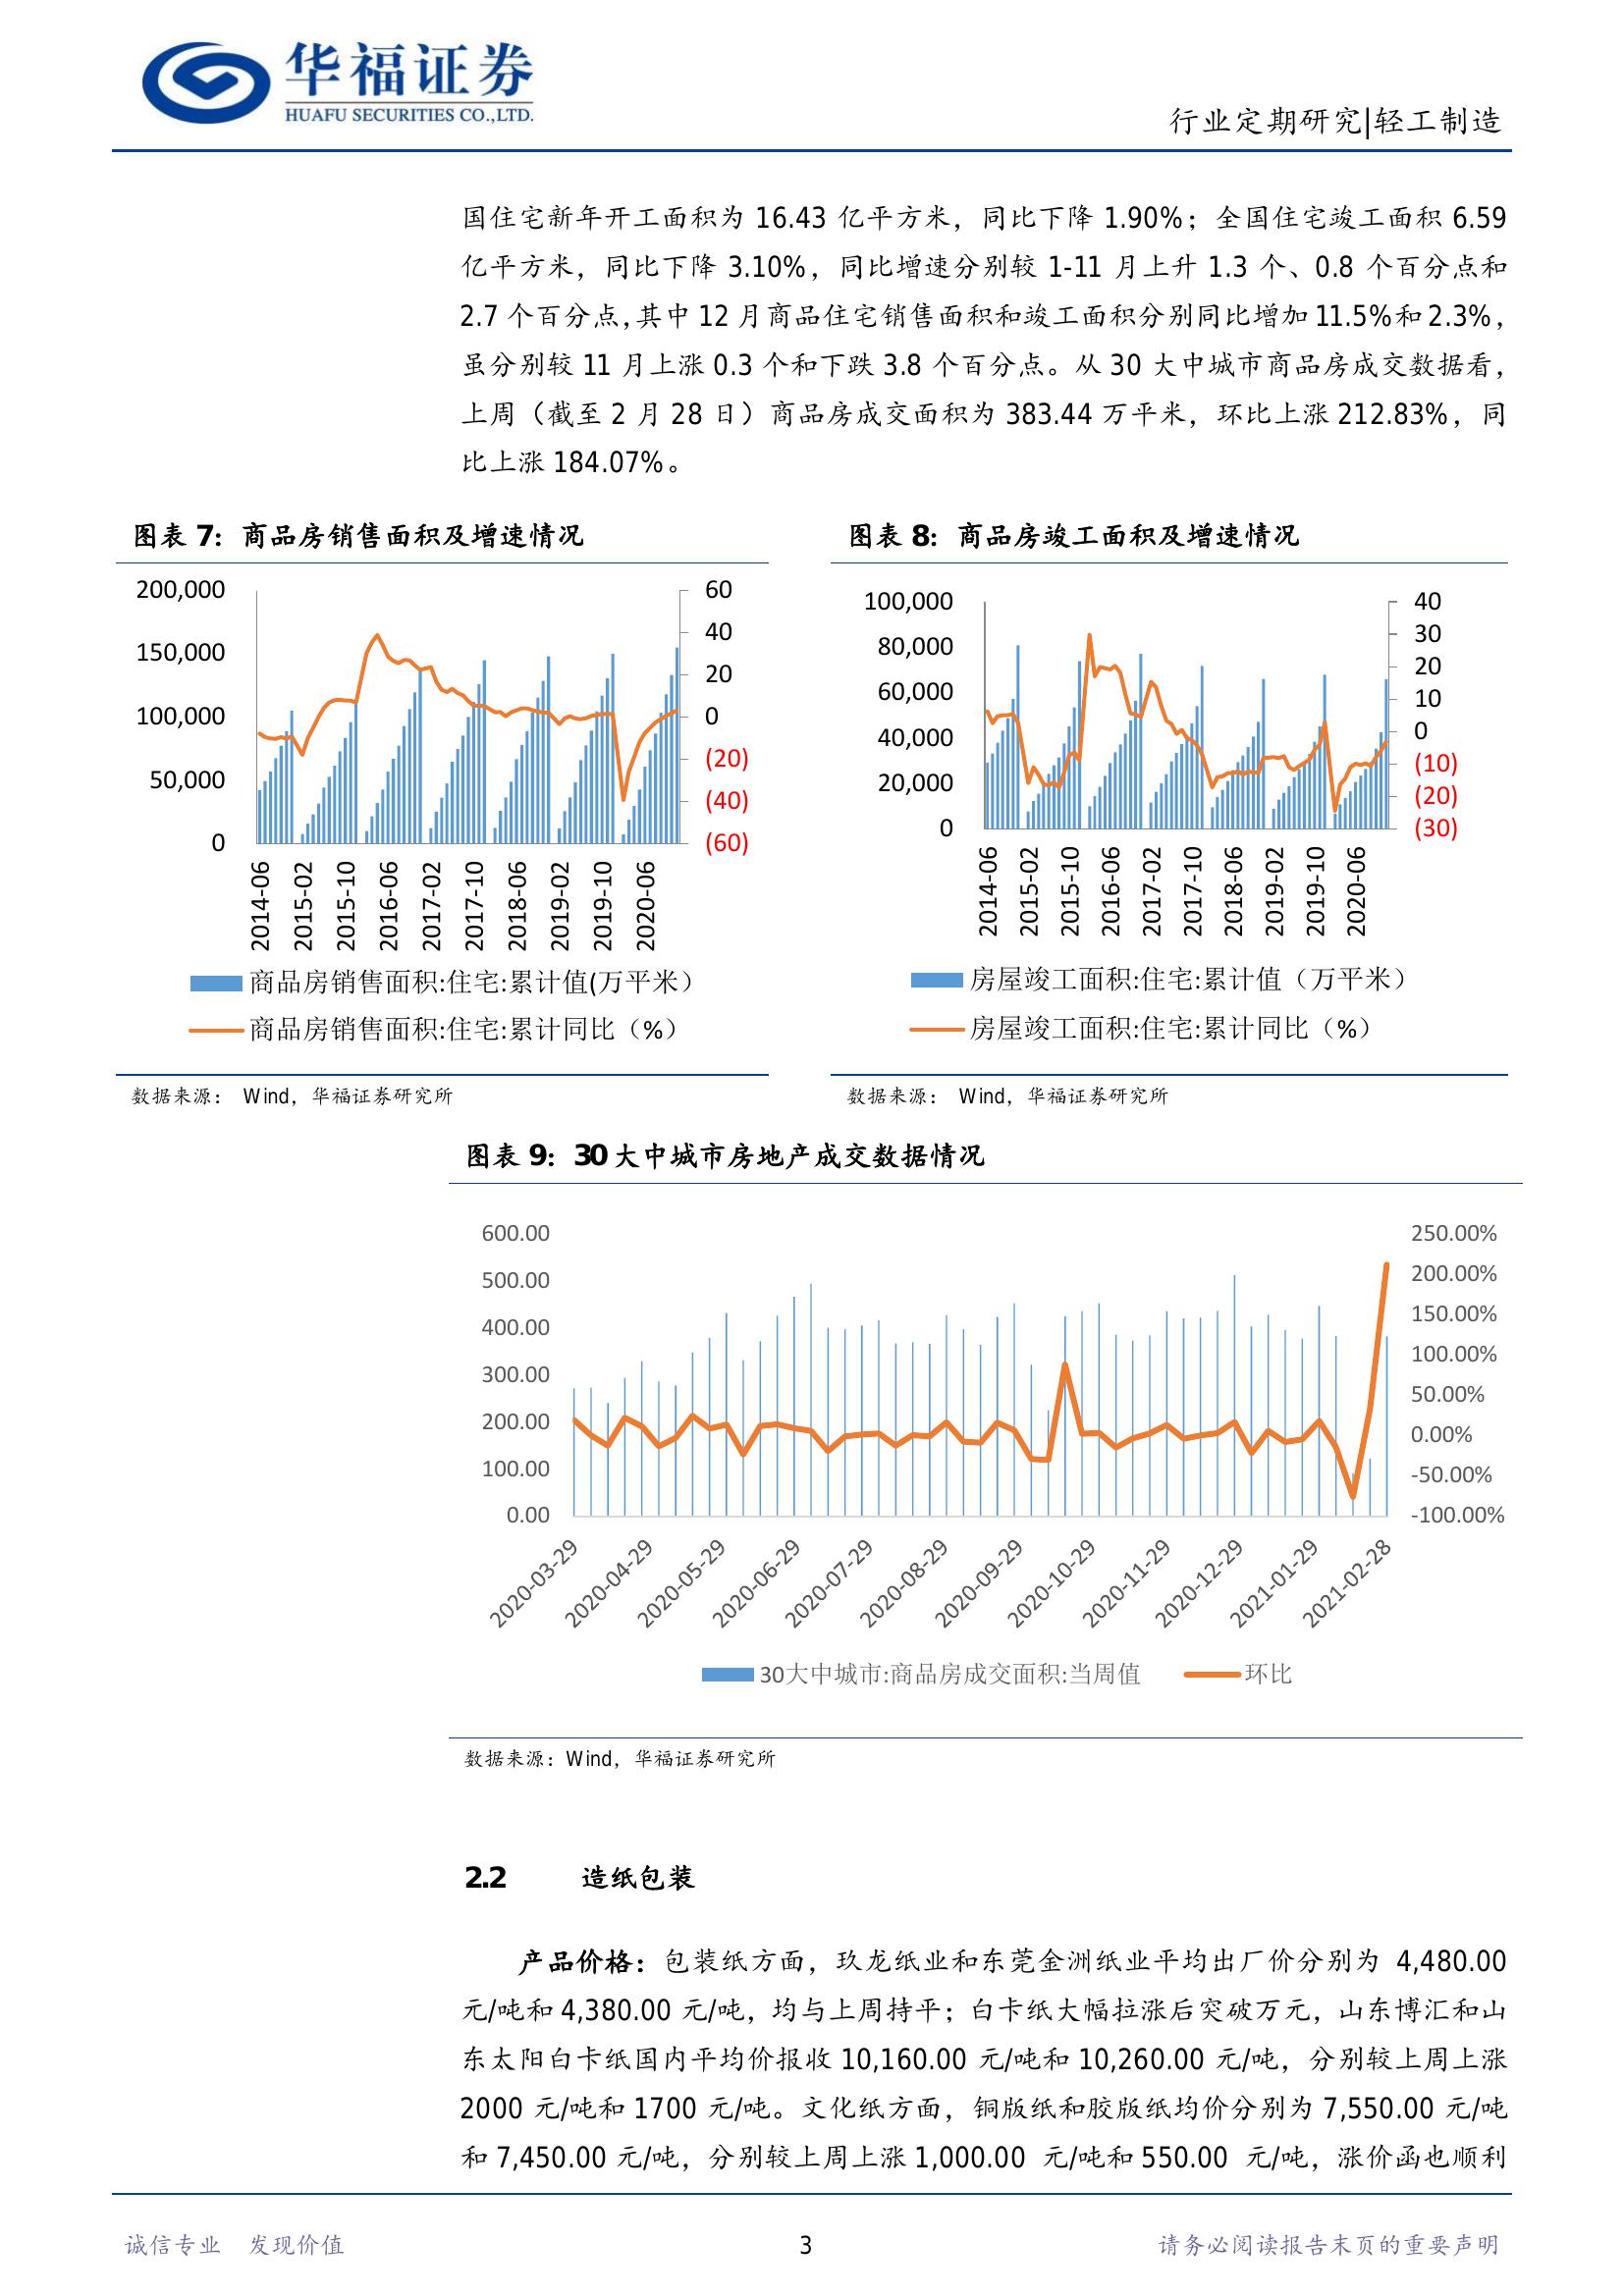 华福证券
HUAFU SECURITIES CO.,LTD.
行业定期研究|轻工制造
国住宅新年开工面积为 16.43 亿平方米，同比下降 1.90%；全国住宅竣工面积 6.59
亿平方米，同比下降 3.10%，同比增速分别较 1-11 月上升 1.3 个、0.8 个百分点和
2.7 个百分点，其中 12 月商品住宅销售面积和竣工面积分别同比增加 11.5%和 2.3%，
虽分别较 11 月上涨 0.3 个和下跌 3.8 个百分点。从 30 大中城市商品房成交数据看，
上周（截至 2 月 28 日）商品房成交面积为 383.44 万平米，环比上涨 212.83%，同
比上涨 184.07%。
图表 7：商品房销售面积及增速情况
200,000
150,000
100,000
50,000
0
60
40
20
0
(20)
(40)
(60)
2014-06
2015-02
2015-10
2016-06
2017-02
2017-10
2018-06
2019-02
2019-10
2020-06
商品房销售面积:住宅:累计值(万平米）
商品房销售面积:住宅:累计同比（%）
数据来源： Wind，华福证券研究所
图表 8：商品房竣工面积及增速情况
100,000
80,000
60,000
40,000
20,000
0
40
30
20
10
0
(10)
(20)
(30)
2014-06
2015-02
2015-10
2016-06
2017-02
2017-10
2018-06
2019-02
2019-10
2020-06
房屋竣工面积:住宅:累计值（万平米）
房屋竣工面积:住宅:累计同比（%）
数据来源： Wind，华福证券研究所
图表 9：30 大中城市房地产成交数据情况
600.00
500.00
400.00
300.00
200.00
100.00
0.00
250.00%
200.00%
150.00%
100.00%
50.00%
0.00%
-50.00%
-100.00%
2020-03-29
2020-04-29
2020-05-29
2020-06-29
2020-07-29
2020-08-29
2020-09-29
2020-10-29
2020-11-29
2020-12-29
2021-01-29
2021-02-28
30大中城市:商品房成交面积:当周值
环比
数据来源：Wind，华福证券研究所
2.2 造纸包装
产品价格：包装纸方面，玖龙纸业和东莞金洲纸业平均出厂价分别为 4,480.00
元/吨和 4,380.00 元/吨，均与上周持平；白卡纸大幅拉涨后突破万元，山东博汇和山
东太阳白卡纸国内平均价报收 10,160.00 元/吨和 10,260.00 元/吨，分别较上周上涨
2000 元/吨和 1700 元/吨。文化纸方面，铜版纸和胶版纸均价分别为 7,550.00 元/吨
和 7,450.00 元/吨，分别较上周上涨 1,000.00 元/吨和 550.00 元/吨，涨价函也顺利
诚信专业 发现价值
3
请务必阅读报告末页的重要声明